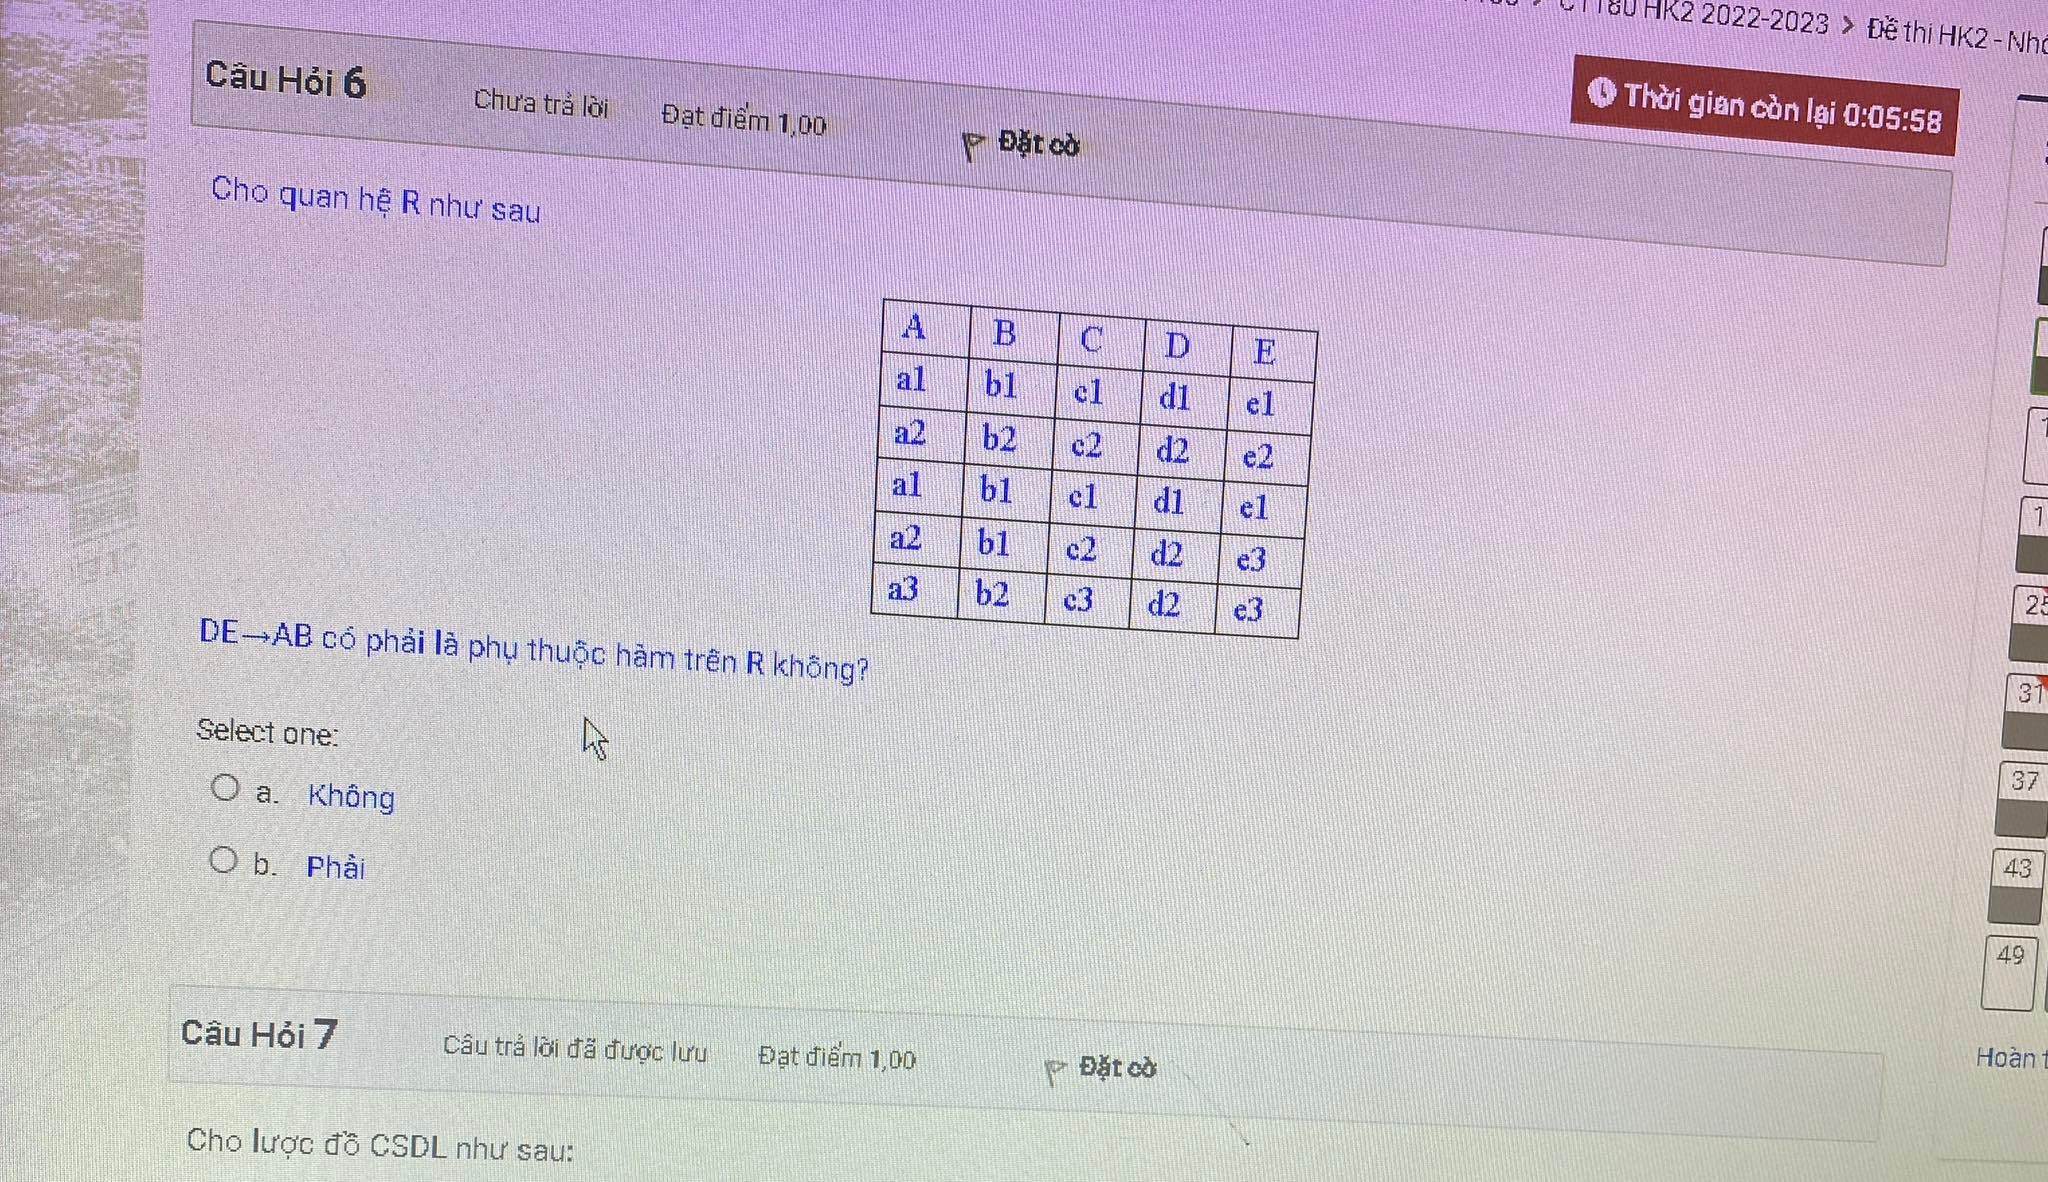 CT180 HK2 2022-2023 > Đề thi HK2 - Nhó
Câu Hỏi 6 Chưa trả lời Đạt điểm 1,00 Đặt cờ
Thời gian còn lại 0:05:58
Cho quan hệ R như sau
A B C D E
a1 b1 c1 d1 e1
a2 b2 c2 d2 e2
a1 b1 c1 d1 e1
a2 b1 c2 d2 e3
a3 b2 c3 d2 e3
DE→AB có phải là phụ thuộc hàm trên R không?
Select one:
a. Không
b. Phải
Câu Hỏi 7 Câu trả lời đã được lưu Đạt điểm 1,00 Đặt cờ
Cho lược đồ CSDL như sau:
1
1
25
31
37
43
49
Hoàn t